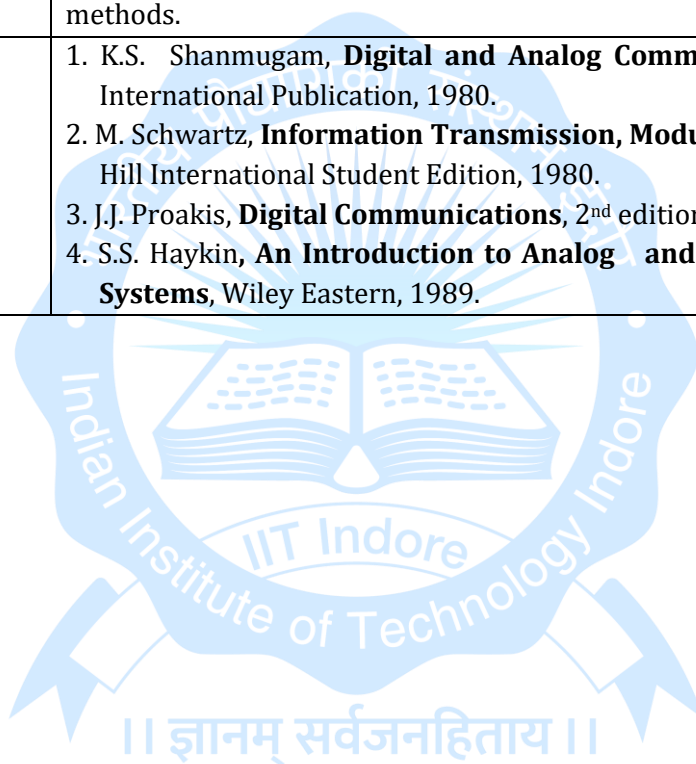 methods.
1. K.S. Shanmugam, Digital and Analog Comm
International Publication, 1980.
2. M. Schwartz, Information Transmission, Modu
Hill International Student Edition, 1980.
3. J.J. Proakis, Digital Communications, 2nd edition
4. S.S. Haykin, An Introduction to Analog and
Systems, Wiley Eastern, 1989.
Indian Institute of Technology Indore
IIT Indore
।। ज्ञानम् सर्वजनहिताय ।।